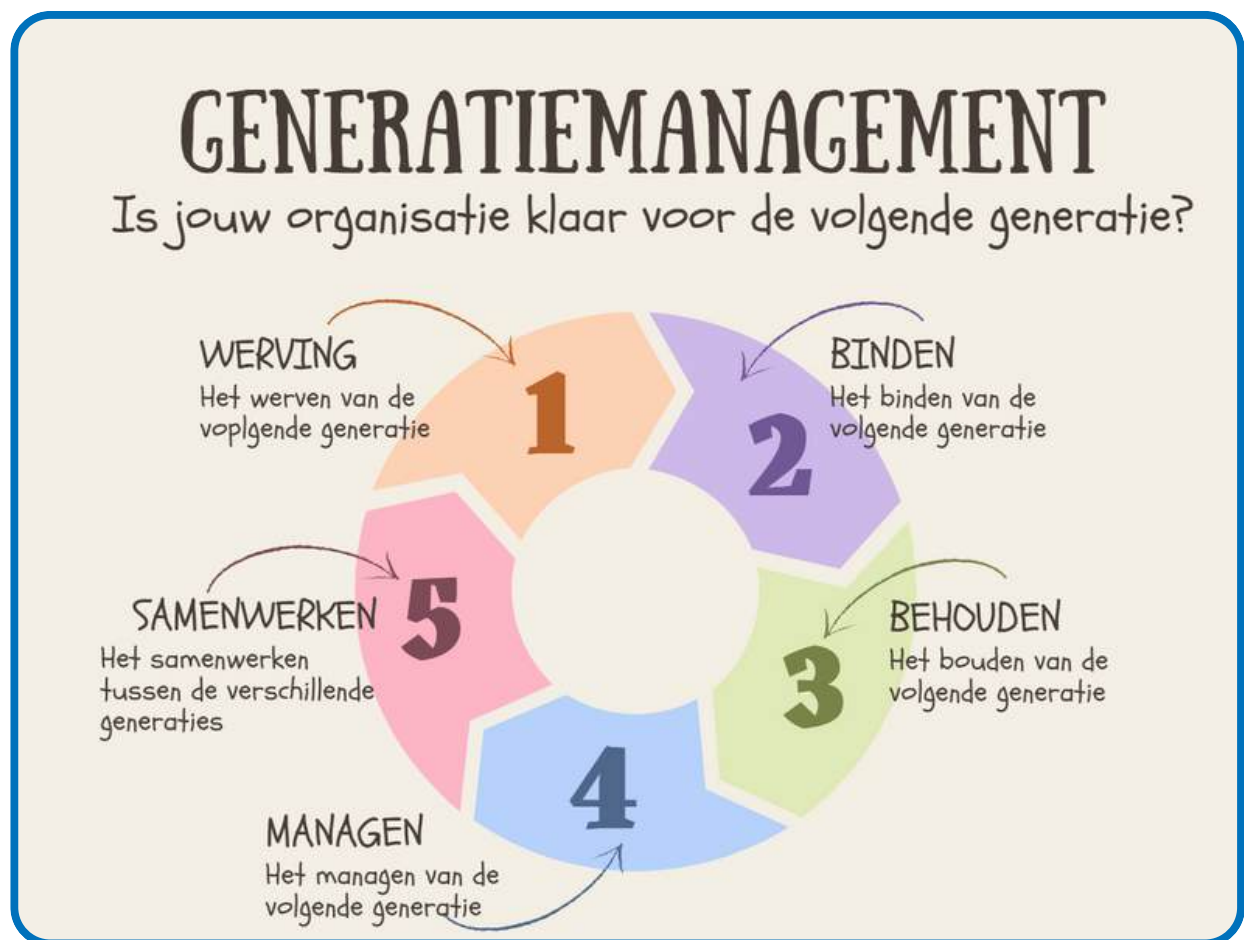 GENERATIEMANAGEMENT
Is jouw organisatie klaar voor de volgende generatie?
1
WERVING
Het werven van de
voplgende generatie
2
BINDEN
Het binden van de
volgende generatie
3
BEHOUDEN
Het bouden van de
volgende generatie
4
MANAGEN
Het managen van de
volgende generatie
5
SAMENWERKEN
Het samenwerken
tussen de verschillende
generaties